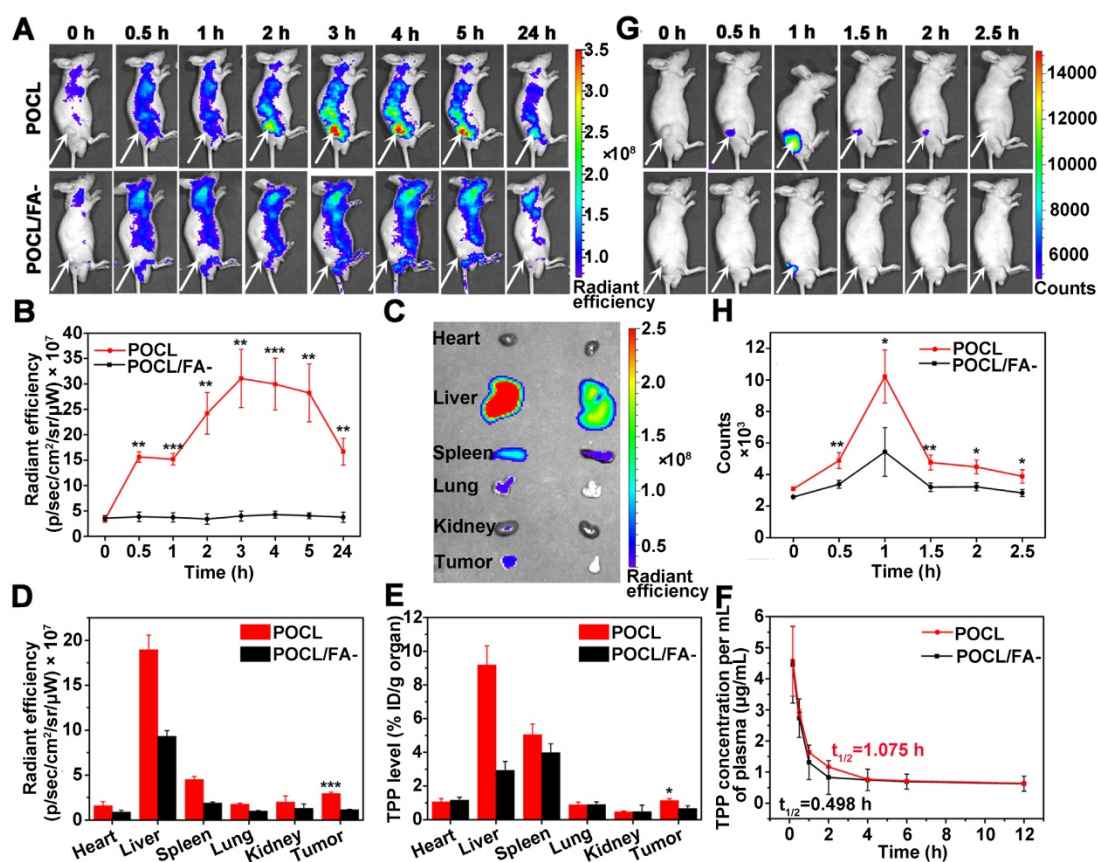 A
0 h 0.5 h 1 h 2 h 3 h 4 h 5 h 24 h
POCL
POCL/FA-
3.5
3.0
2.5
×10⁸
2.0
1.5
1.0
Radiant
efficiency
G
0 h 0.5 h 1 h 1.5 h 2 h 2.5 h
14000
12000
10000
8000
6000
Counts
B
Radiant efficiency
(p/sec/cm²/sr/µW) × 10⁷
40
35
30
25
20
15
10
5
0
POCL
POCL/FA-
** *** ** ** *** ** **
0 0.5 1 2 3 4 5 24
Time (h)
C
Heart
Liver
Spleen
Lung
Kidney
Tumor
2.5
2.0
1.5
×10⁸
1.0
0.5
Radiant
efficiency
H
Counts
×10³
12
10
8
6
4
2
0
POCL
POCL/FA-
** * ** * *
0 0.5 1 1.5 2 2.5
Time (h)
D
Radiant efficiency
(p/sec/cm²/sr/µW) × 10⁷
20
15
10
5
0
POCL
POCL/FA-
***
Heart Liver Spleen Lung Kidney Tumor
E
TPP level (% ID/g organ)
12
10
8
6
4
2
0
POCL
POCL/FA-
*
Heart Liver Spleen Lung Kidney Tumor
F
TPP concentration per mL
of plasma (µg/mL)
6
5
4
3
2
1
0
POCL
POCL/FA-
t1/2=1.075 h
t1/2=0.498 h
0 2 4 6 8 10 12
Time (h)